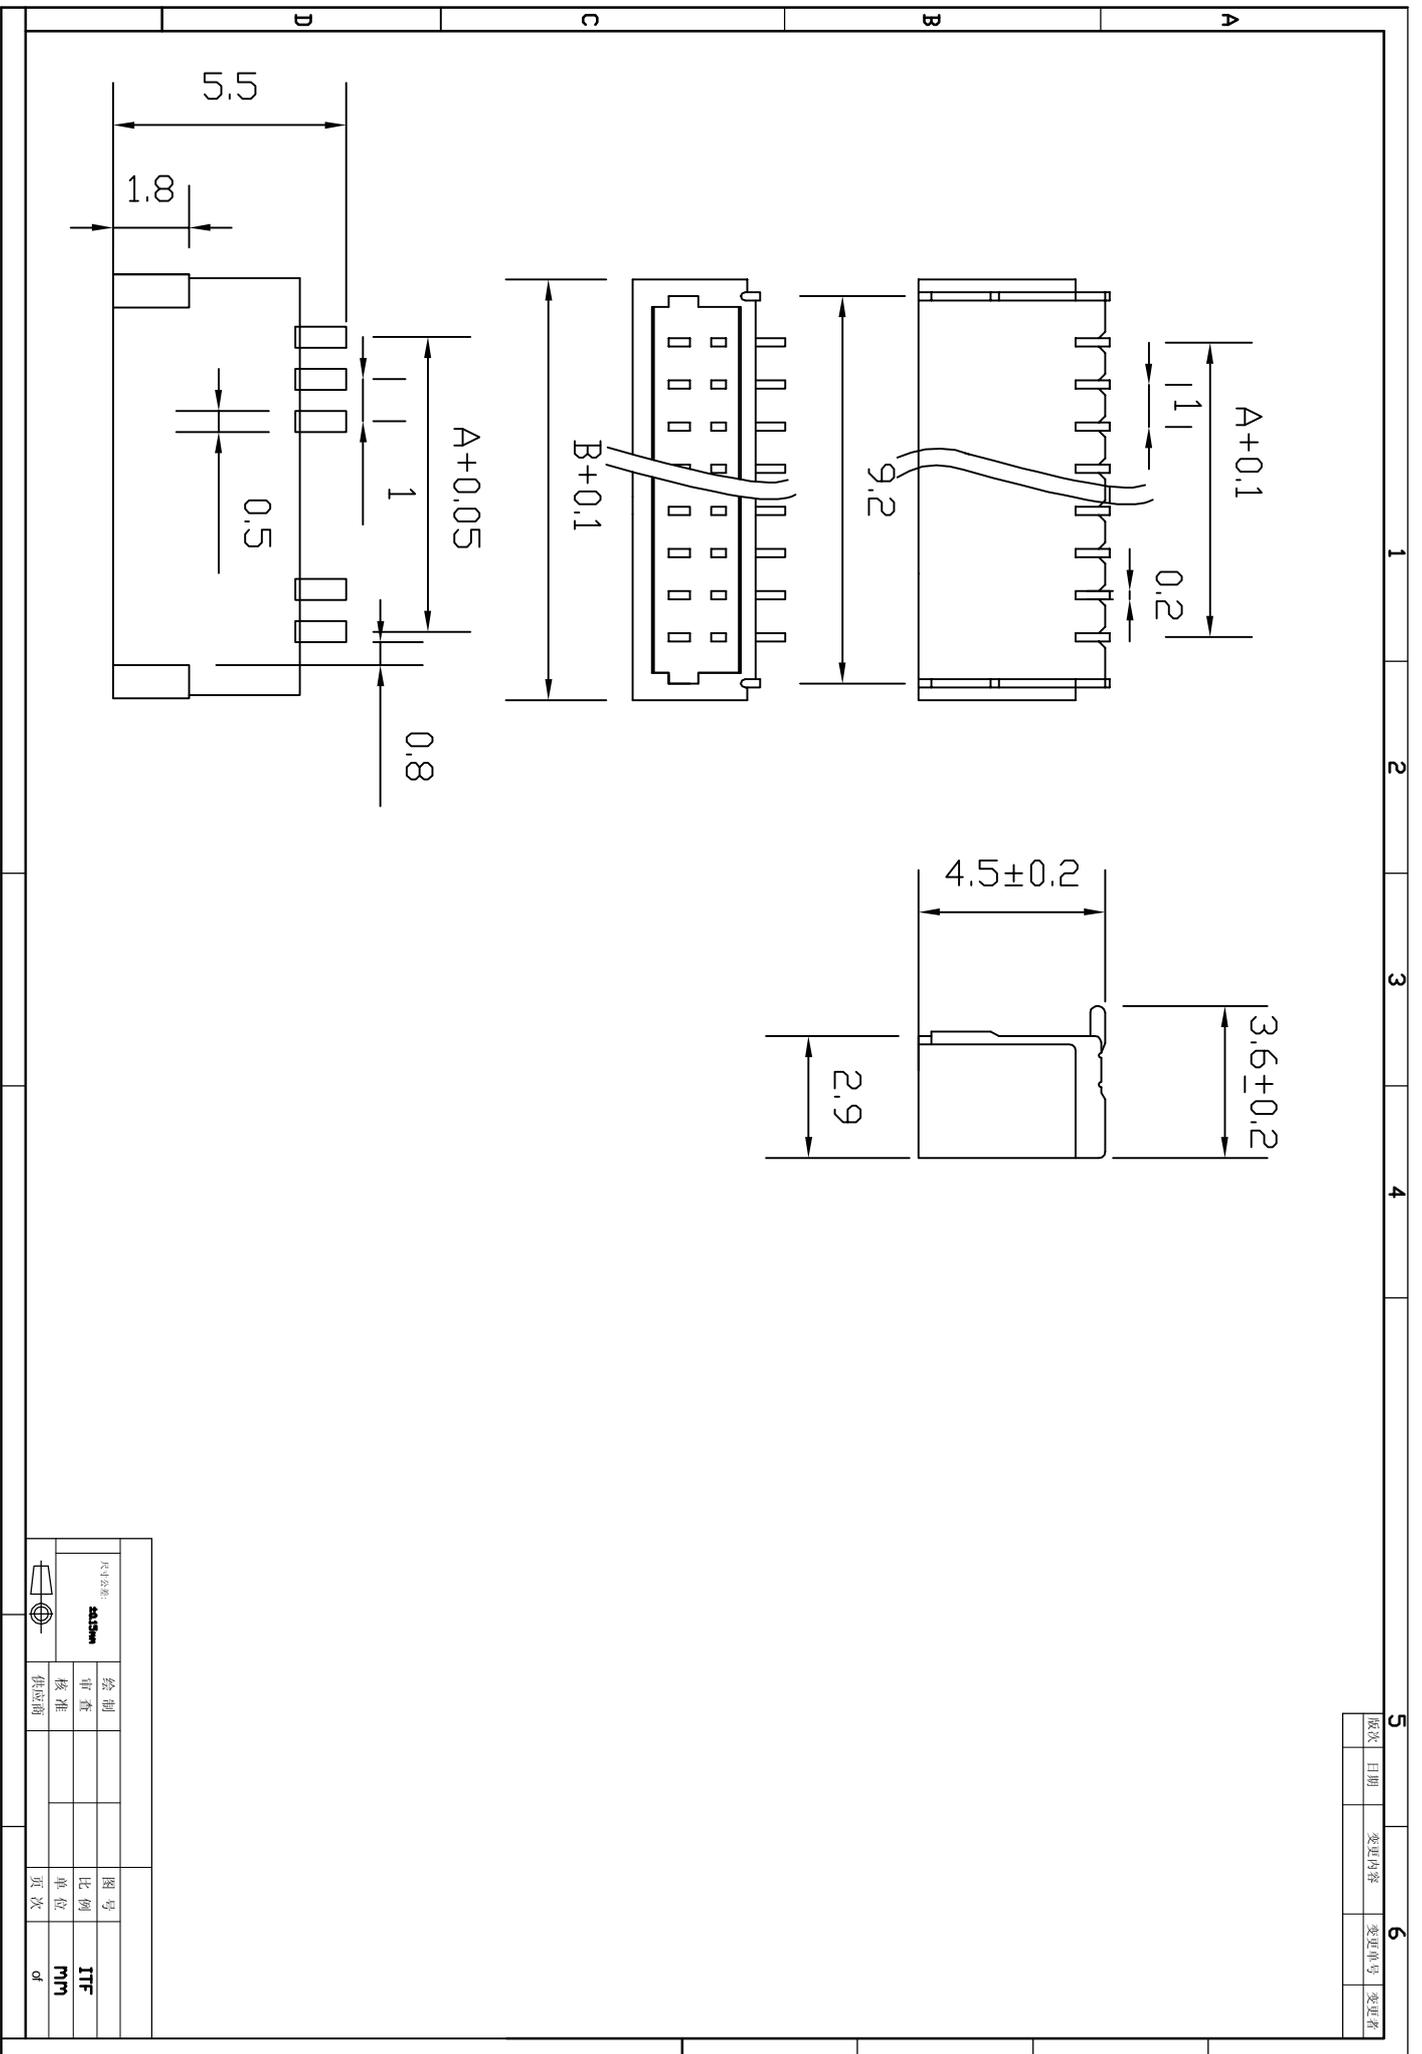 1
2
3
4
5
6
A
B
C
D
版次 日期 变更内容 变更单号 变更者
A+0.1
1
0.2
9.2
B+0.1
A+0.05
1
0.5
0.8
5.5
1.8
3.6±0.2
4.5±0.2
2.9
尺寸公差:
±0.15mm
绘 制
审 查
核 准
供应商
图 号
比 例 ITF
单 位 mm
页 次 of